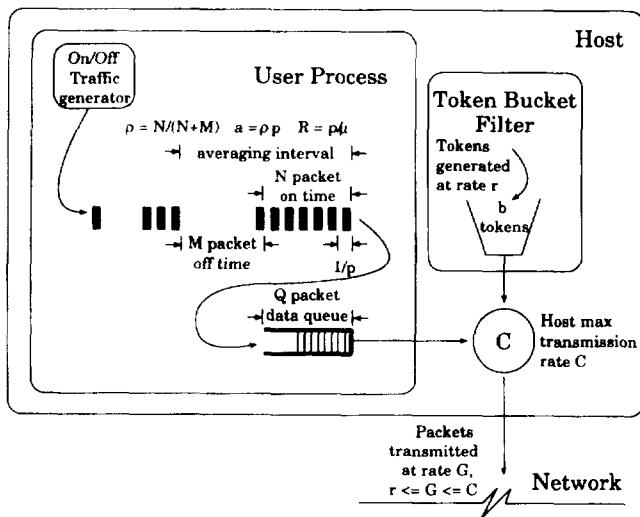 Host
On/Off
Traffic
generator
User Process
ρ = N/(N+M) a = ρ p R = p/μ
averaging interval
N packet
on time
M packet
off time
1/p
Q packet
data queue
Token Bucket
Filter
Tokens
generated
at rate r
b
tokens
C
Host max
transmission
rate C
Packets
transmitted
at rate G,
r <= G <= C
Network